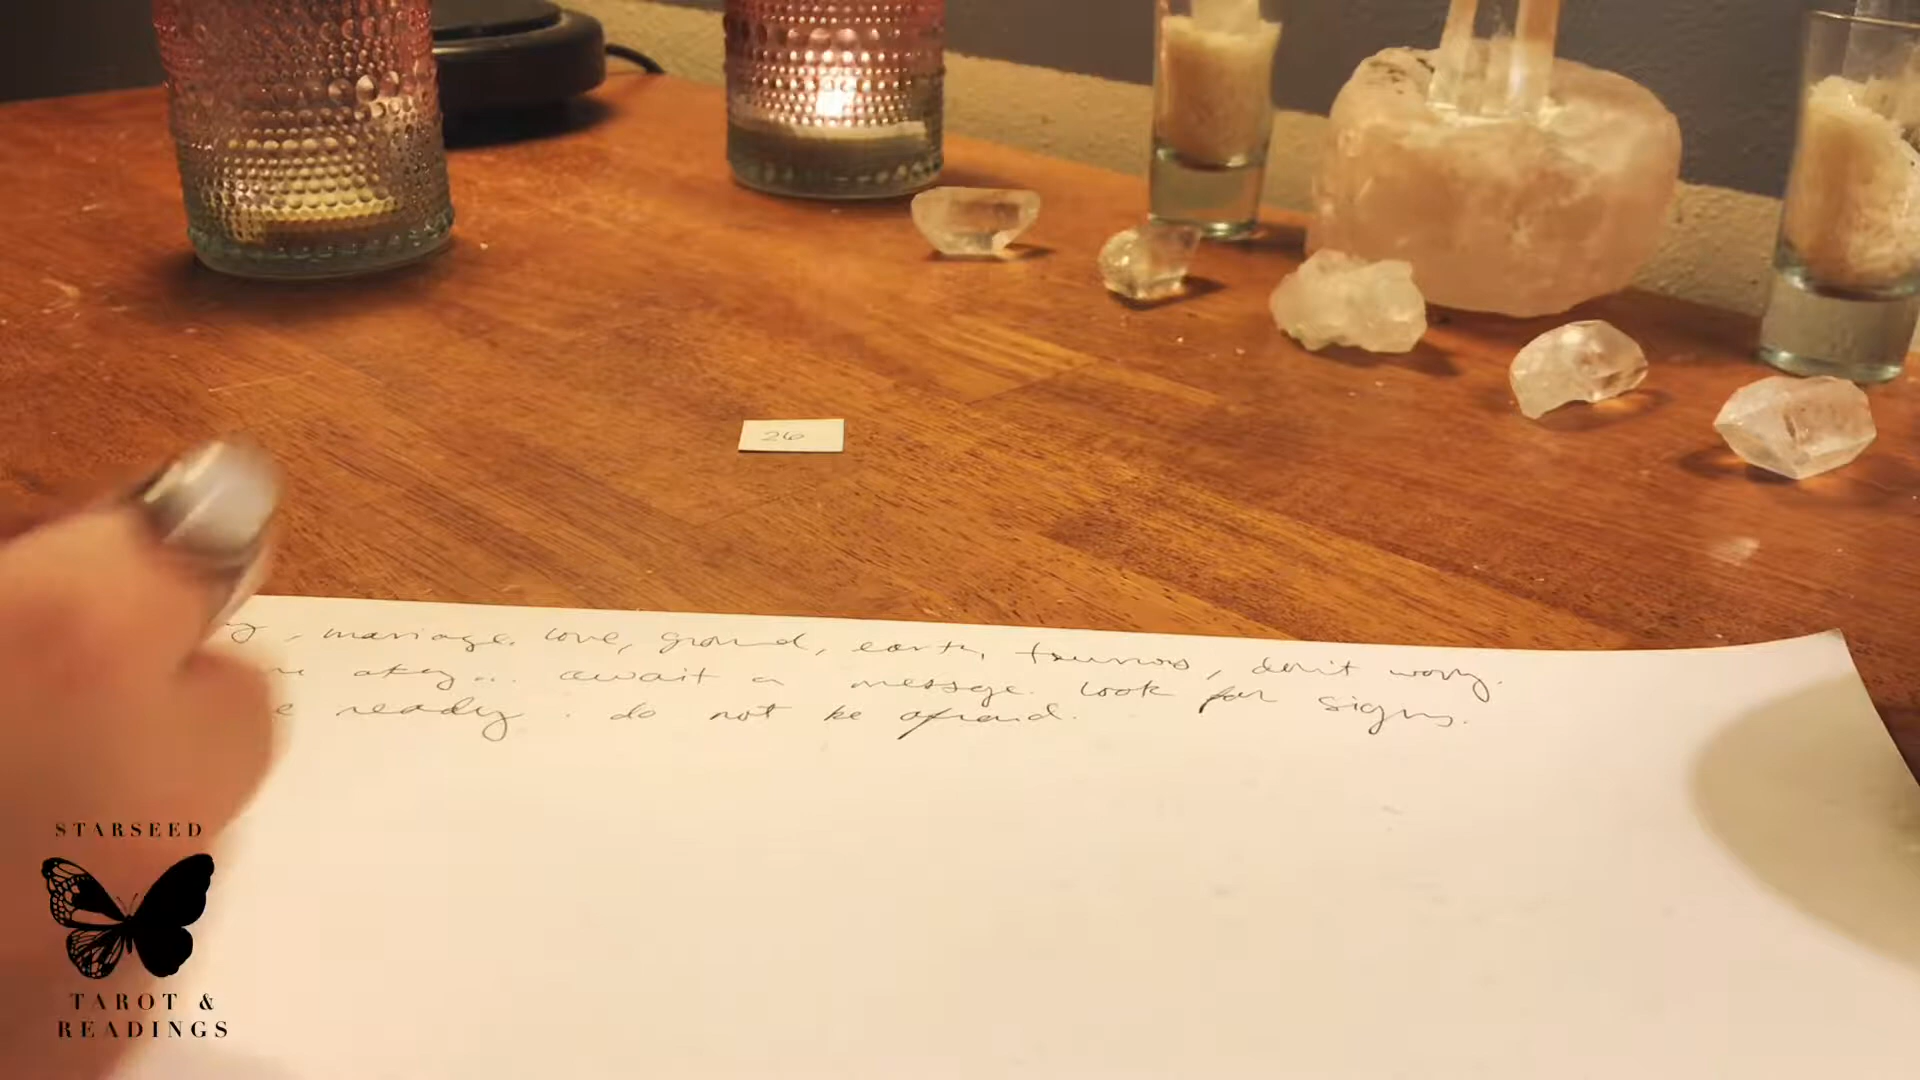 26
, marriage. love, ground, earth, , don't worry.
okay... await a message. look for signs.
ready. do not be afraid.
STARSEED
TAROT &
READINGS